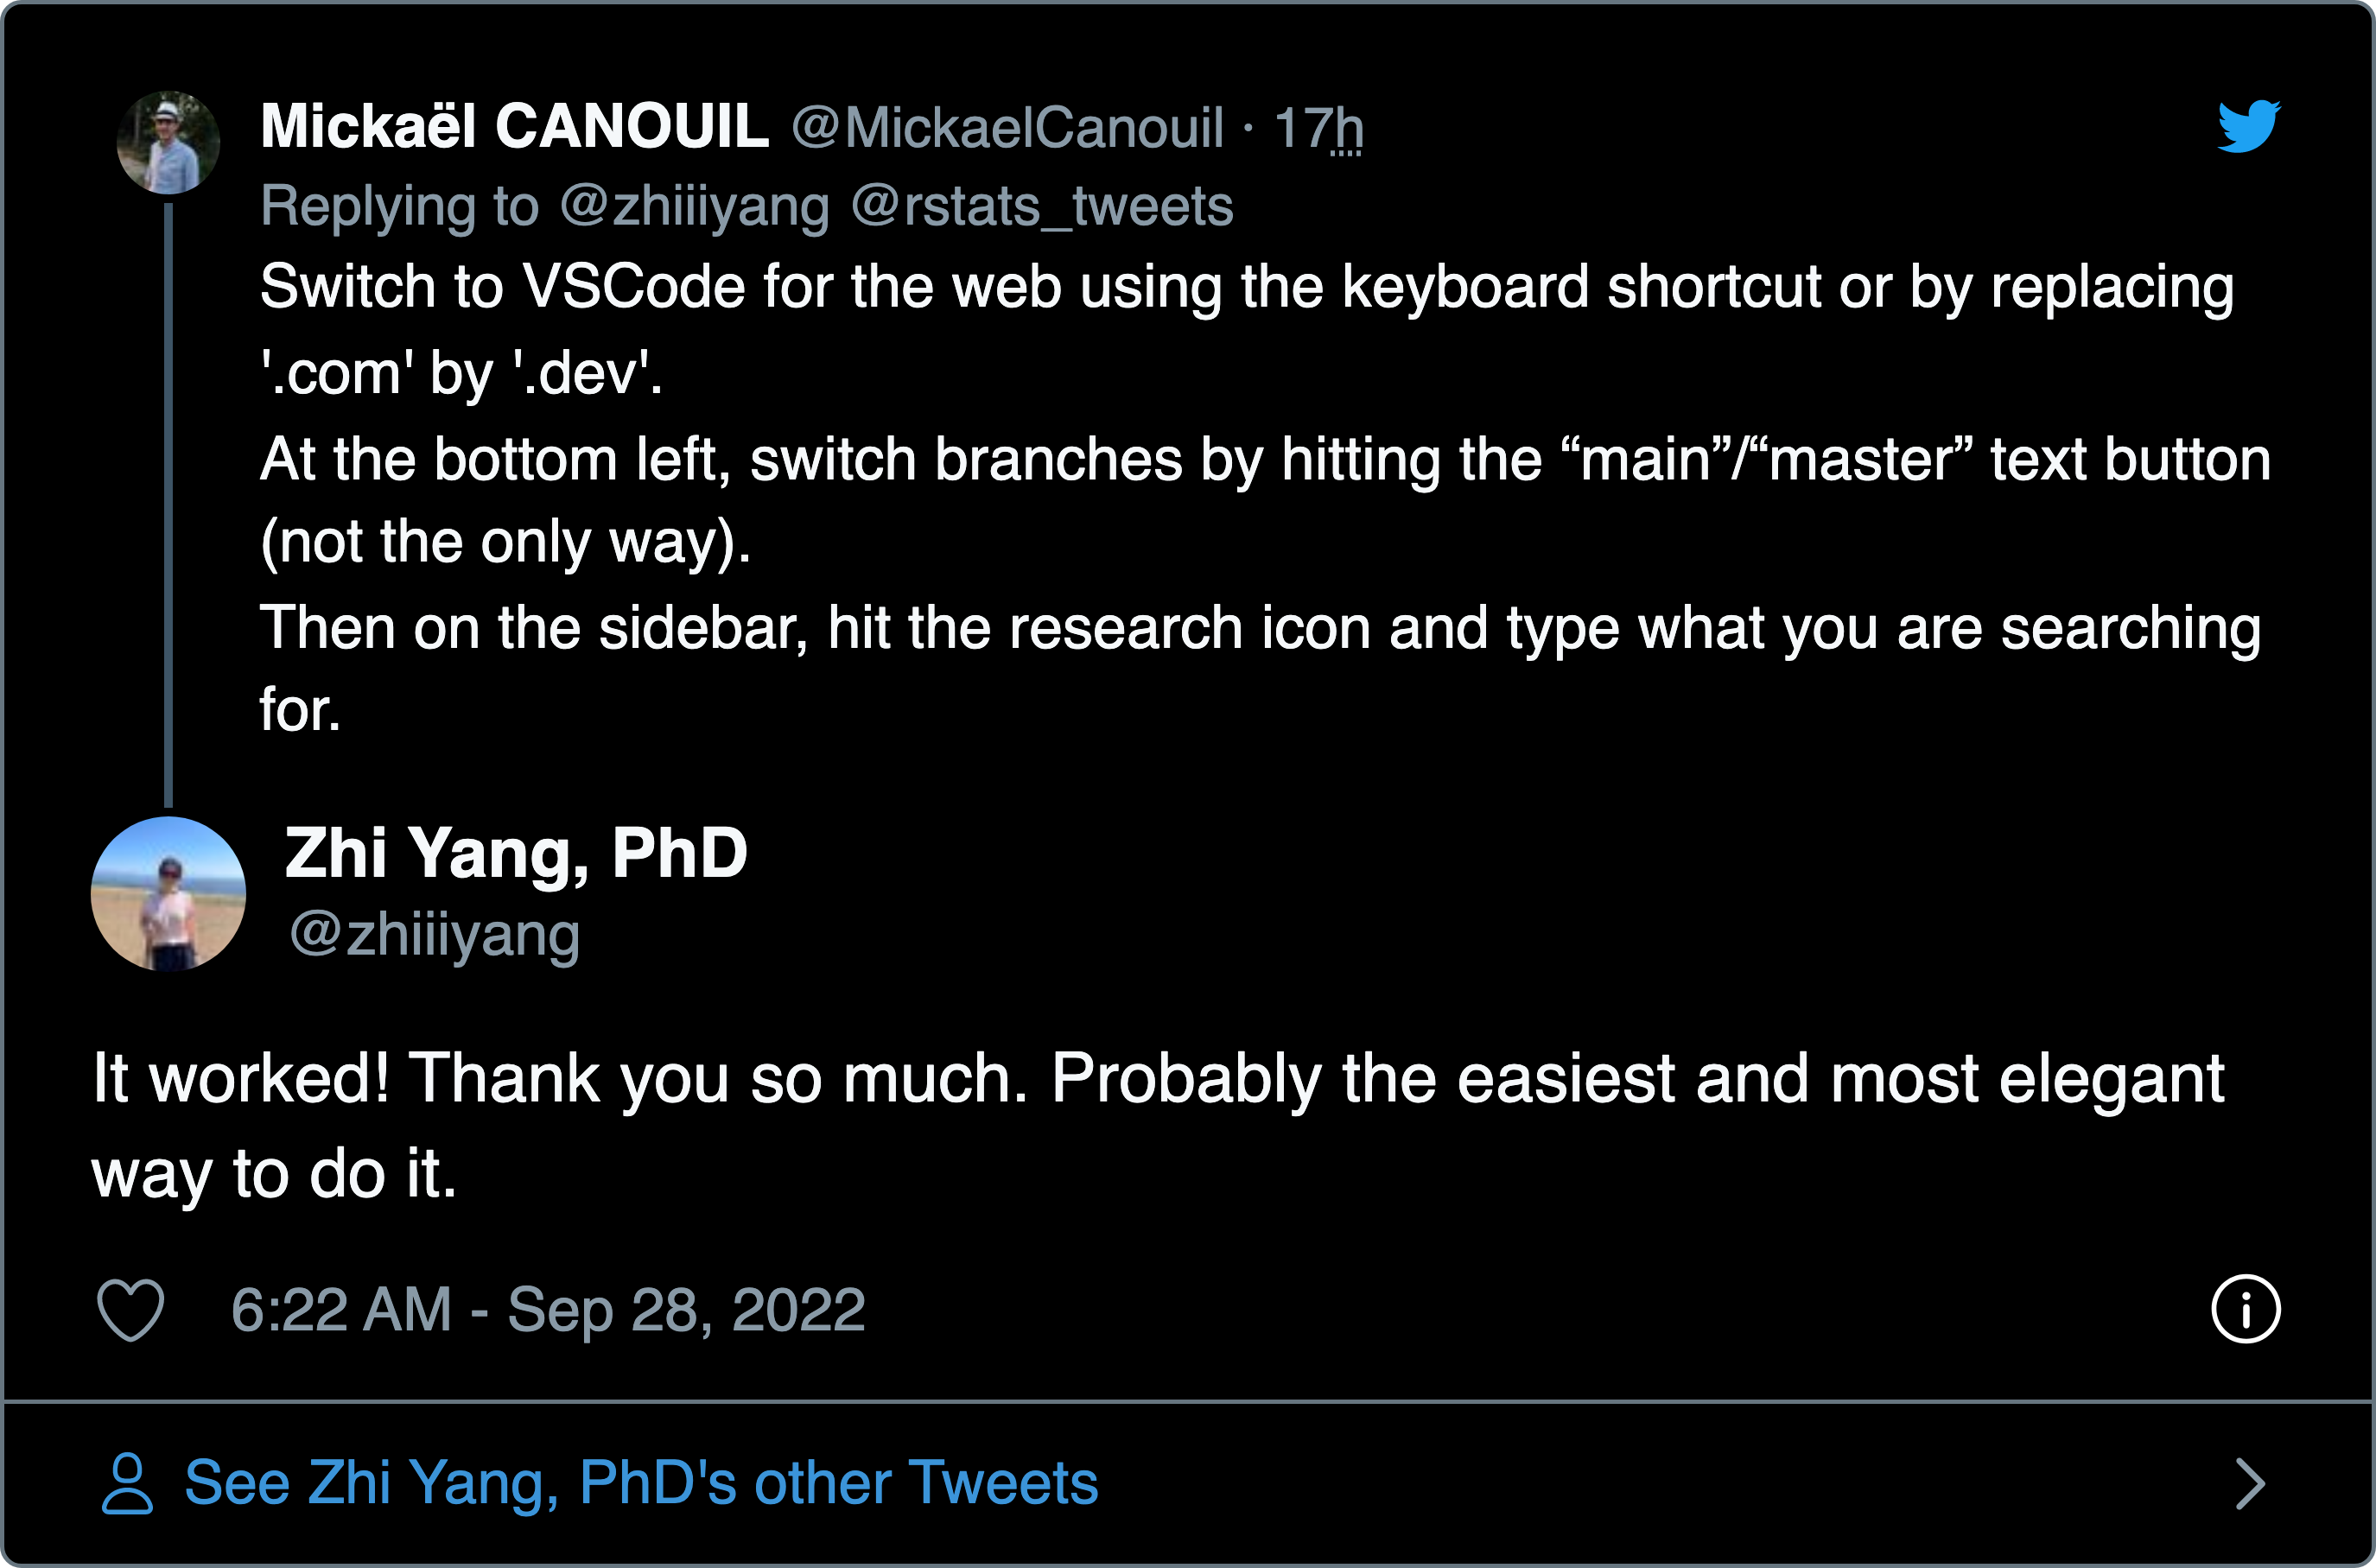 Mickaël CANOUIL @MickaelCanouil · 17h
Replying to @zhiiiyang @rstats_tweets
Switch to VSCode for the web using the keyboard shortcut or by replacing
'.com' by '.dev'.
At the bottom left, switch branches by hitting the “main”/“master” text button
(not the only way).
Then on the sidebar, hit the research icon and type what you are searching
for.
Zhi Yang, PhD
@zhiiiyang
It worked! Thank you so much. Probably the easiest and most elegant
way to do it.
6:22 AM - Sep 28, 2022
See Zhi Yang, PhD's other Tweets